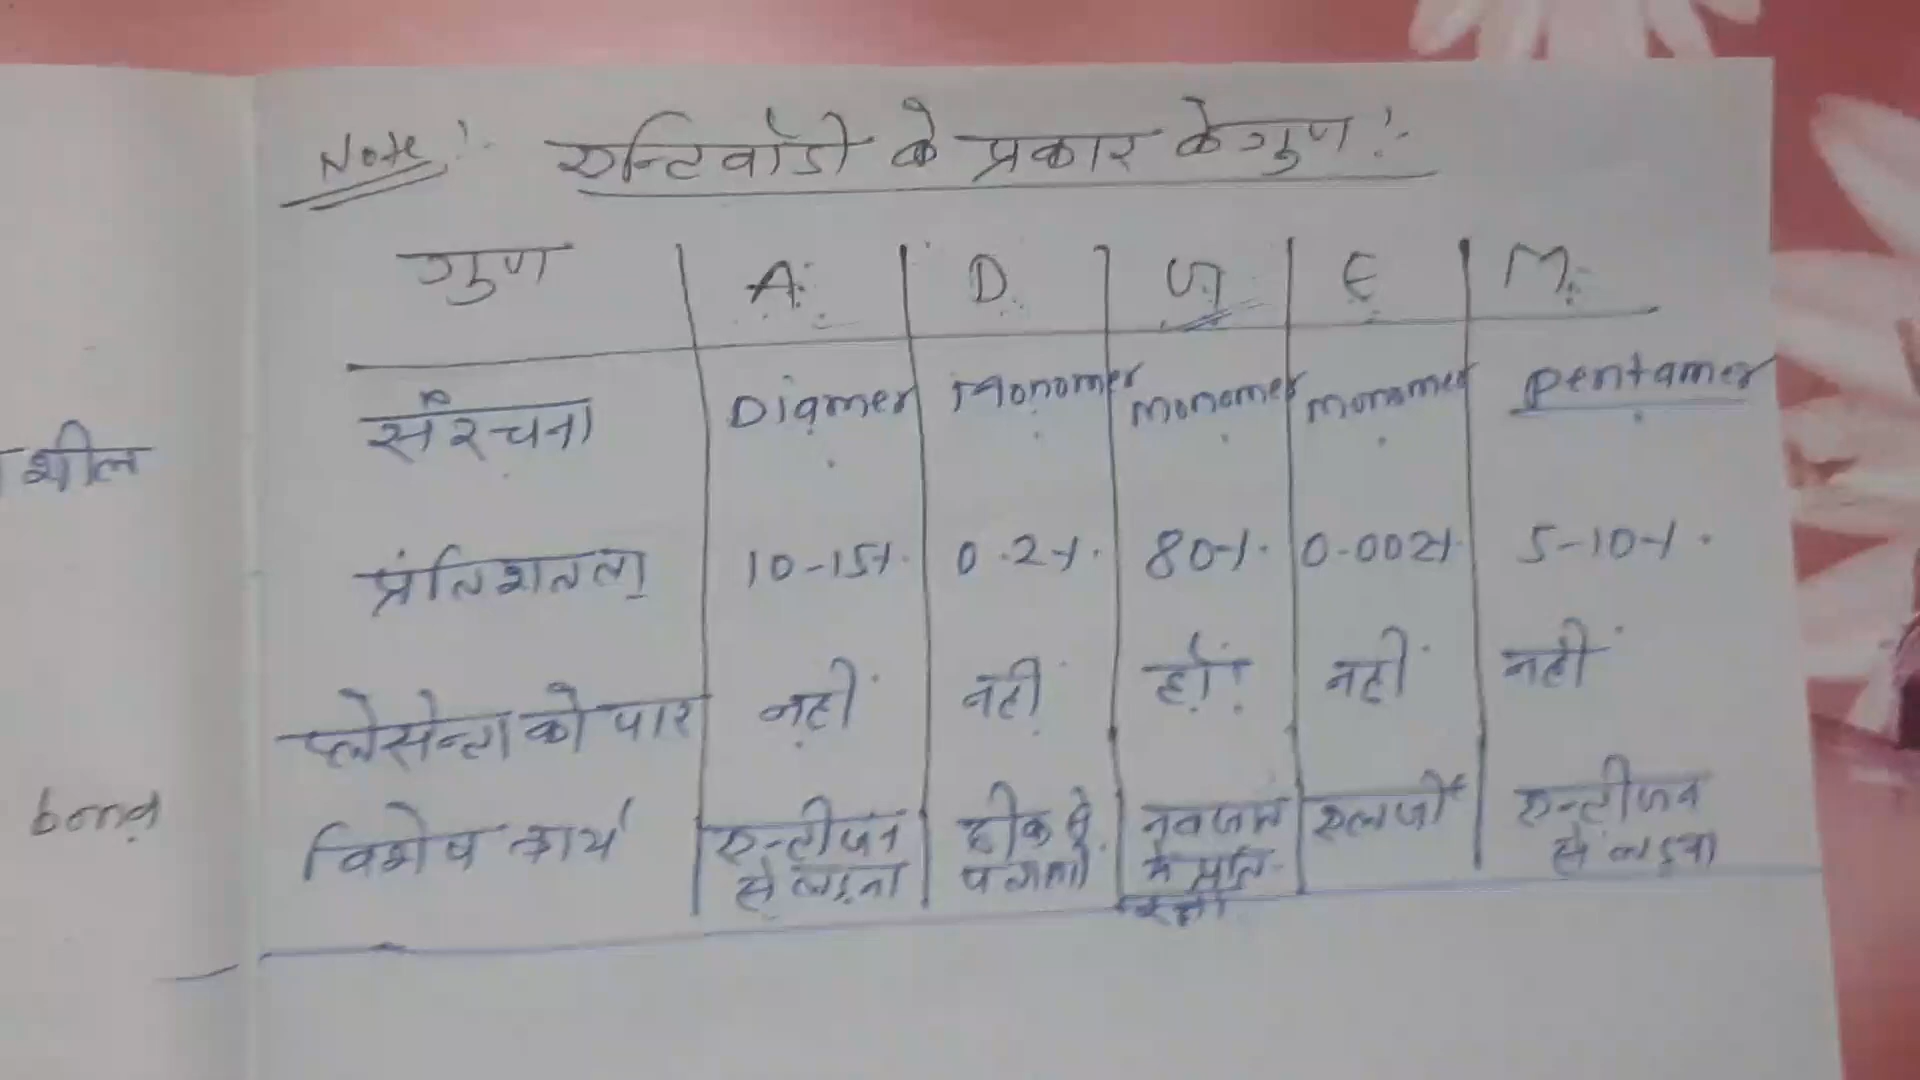 Note :- एन्टिबॉडी के प्रकार के गुण :-
गुण A D G E M
संरचना Diamer Monomer monomer monomer pentamer
शील
प्रतिशतता 10-15% 0.2% 80% 0.002% 5-10%
प्लेसेन्टा को पार नहीं नहीं हाँ नहीं नहीं
bond
विशेष कार्य एन्टीजन नवजात एलर्जी एन्टीजन
से लड़ना में प्रति- से लड़ना
रक्षा